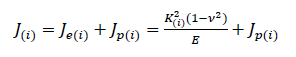 J₍ᵢ₎ = Jₑ₍ᵢ₎ + Jₚ₍ᵢ₎ = K²₍ᵢ₎(1−ν²)/E + Jₚ₍ᵢ₎